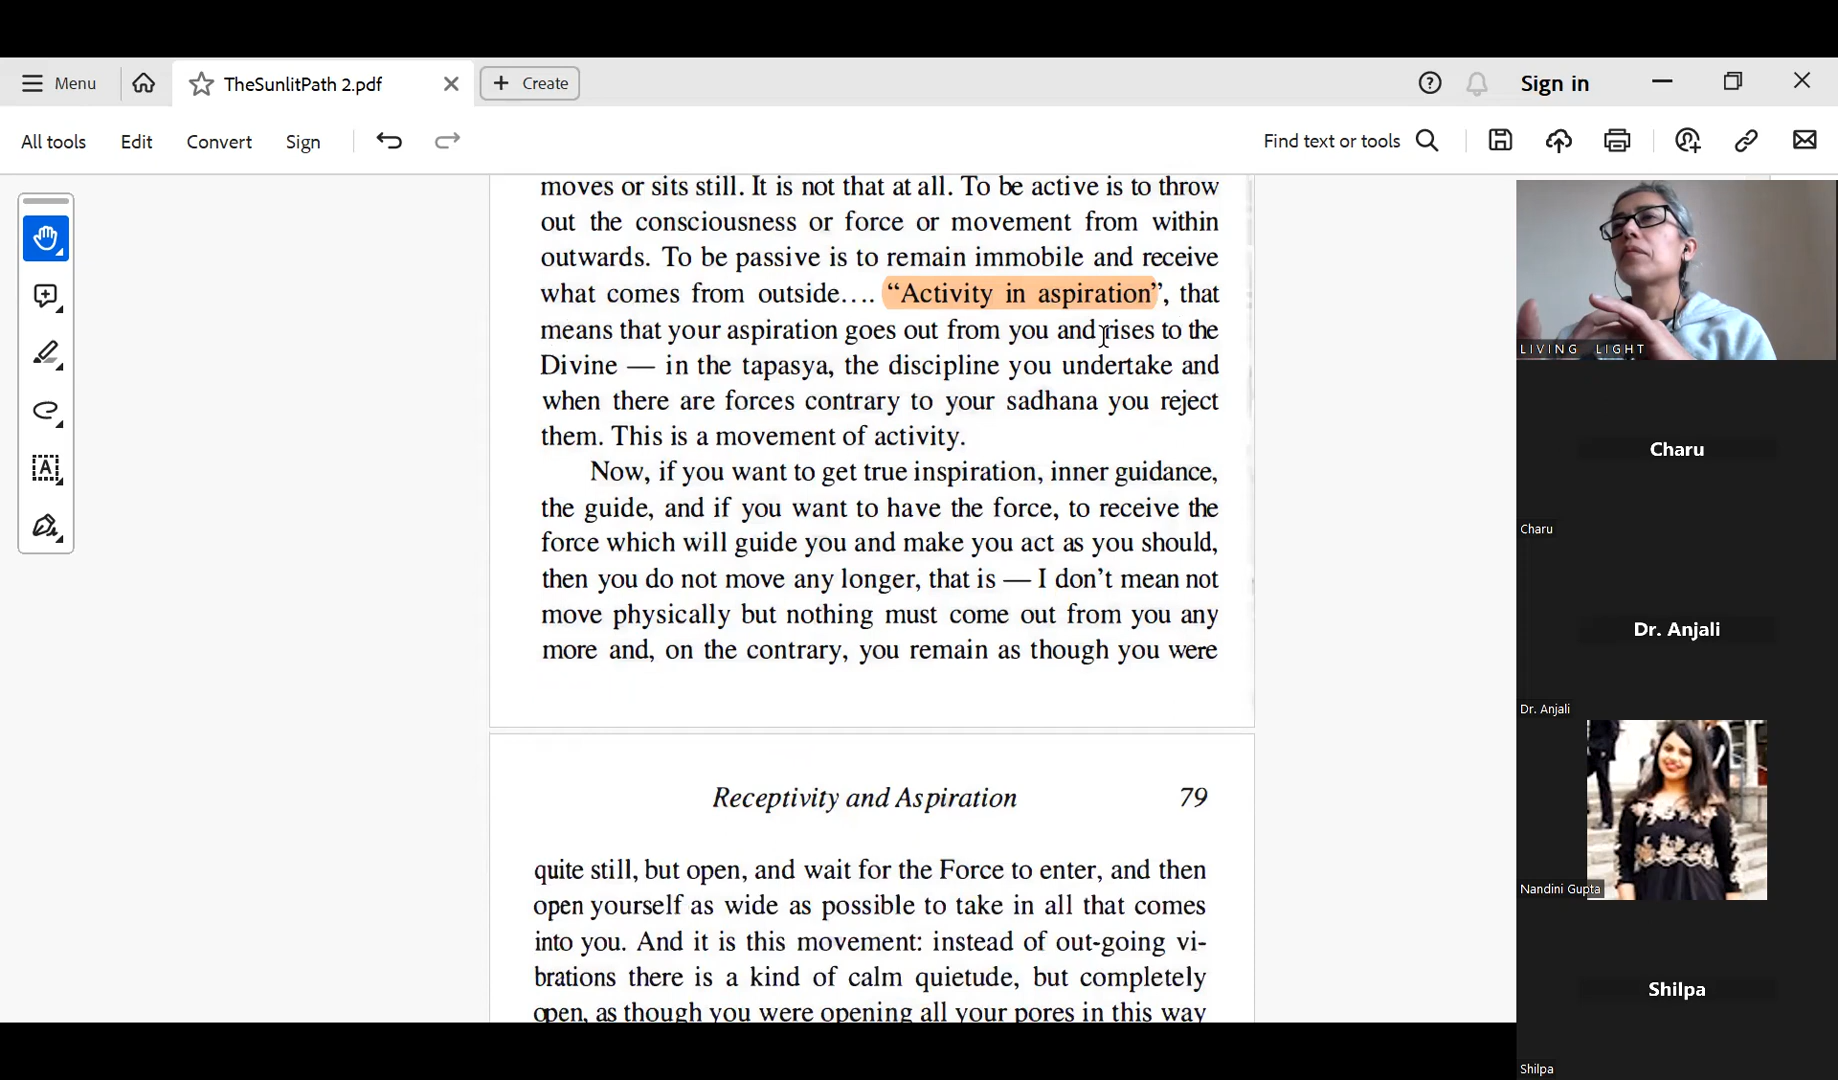 Menu
TheSunlitPath 2.pdf
Create
Sign in
All tools
Edit
Convert
Sign
Find text or tools
moves or sits still. It is not that at all. To be active is to throw
out the consciousness or force or movement from within
outwards. To be passive is to remain immobile and receive
what comes from outside…. “Activity in aspiration”, that
means that your aspiration goes out from you and rises to the
Divine — in the tapasya, the discipline you undertake and
when there are forces contrary to your sadhana you reject
them. This is a movement of activity.
Now, if you want to get true inspiration, inner guidance,
the guide, and if you want to have the force, to receive the
force which will guide you and make you act as you should,
then you do not move any longer, that is — I don’t mean not
move physically but nothing must come out from you any
more and, on the contrary, you remain as though you were
Receptivity and Aspiration 79
quite still, but open, and wait for the Force to enter, and then
open yourself as wide as possible to take in all that comes
into you. And it is this movement: instead of out-going vi-
brations there is a kind of calm quietude, but completely
open, as though you were opening all your pores in this way
LIVING LIGHT
Charu
Charu
Dr. Anjali
Dr. Anjali
Nandini Gupta
Shilpa
Shilpa